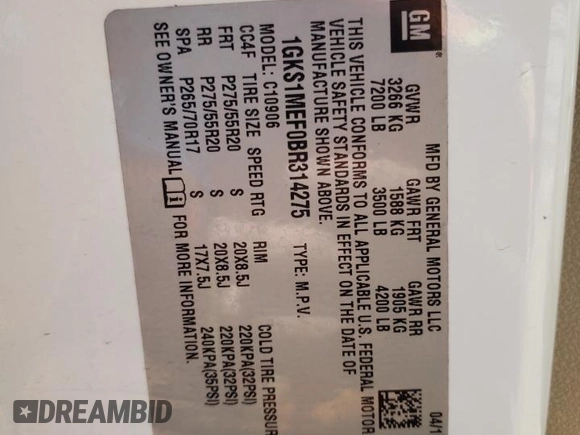 GM
®
MFD BY GENERAL MOTORS LLC
04/1
GVWR GAWR FRT GAWR RR
3266 KG 1588 KG 1905 KG
7200 LB 3500 LB 4200 LB
THIS VEHICLE CONFORMS TO ALL APPLICABLE U.S. FEDERAL MOTOR
VEHICLE SAFETY STANDARDS IN EFFECT ON THE DATE OF
MANUFACTURE SHOWN ABOVE.
1GKS1MEF0BR314275 TYPE: M.P.V.
MODEL: C10906
CC4F TIRE SIZE SPEED RTG RIM COLD TIRE PRESSUR
FRT P275/55R20 S 20X8.5J 220KPA(32PSI)
RR P275/55R20 S 20X8.5J 220KPA(32PSI)
SPA P265/70R17 S 17X7.5J 240KPA(35PSI)
SEE OWNER'S MANUAL FOR MORE INFORMATION.
DREAMBID